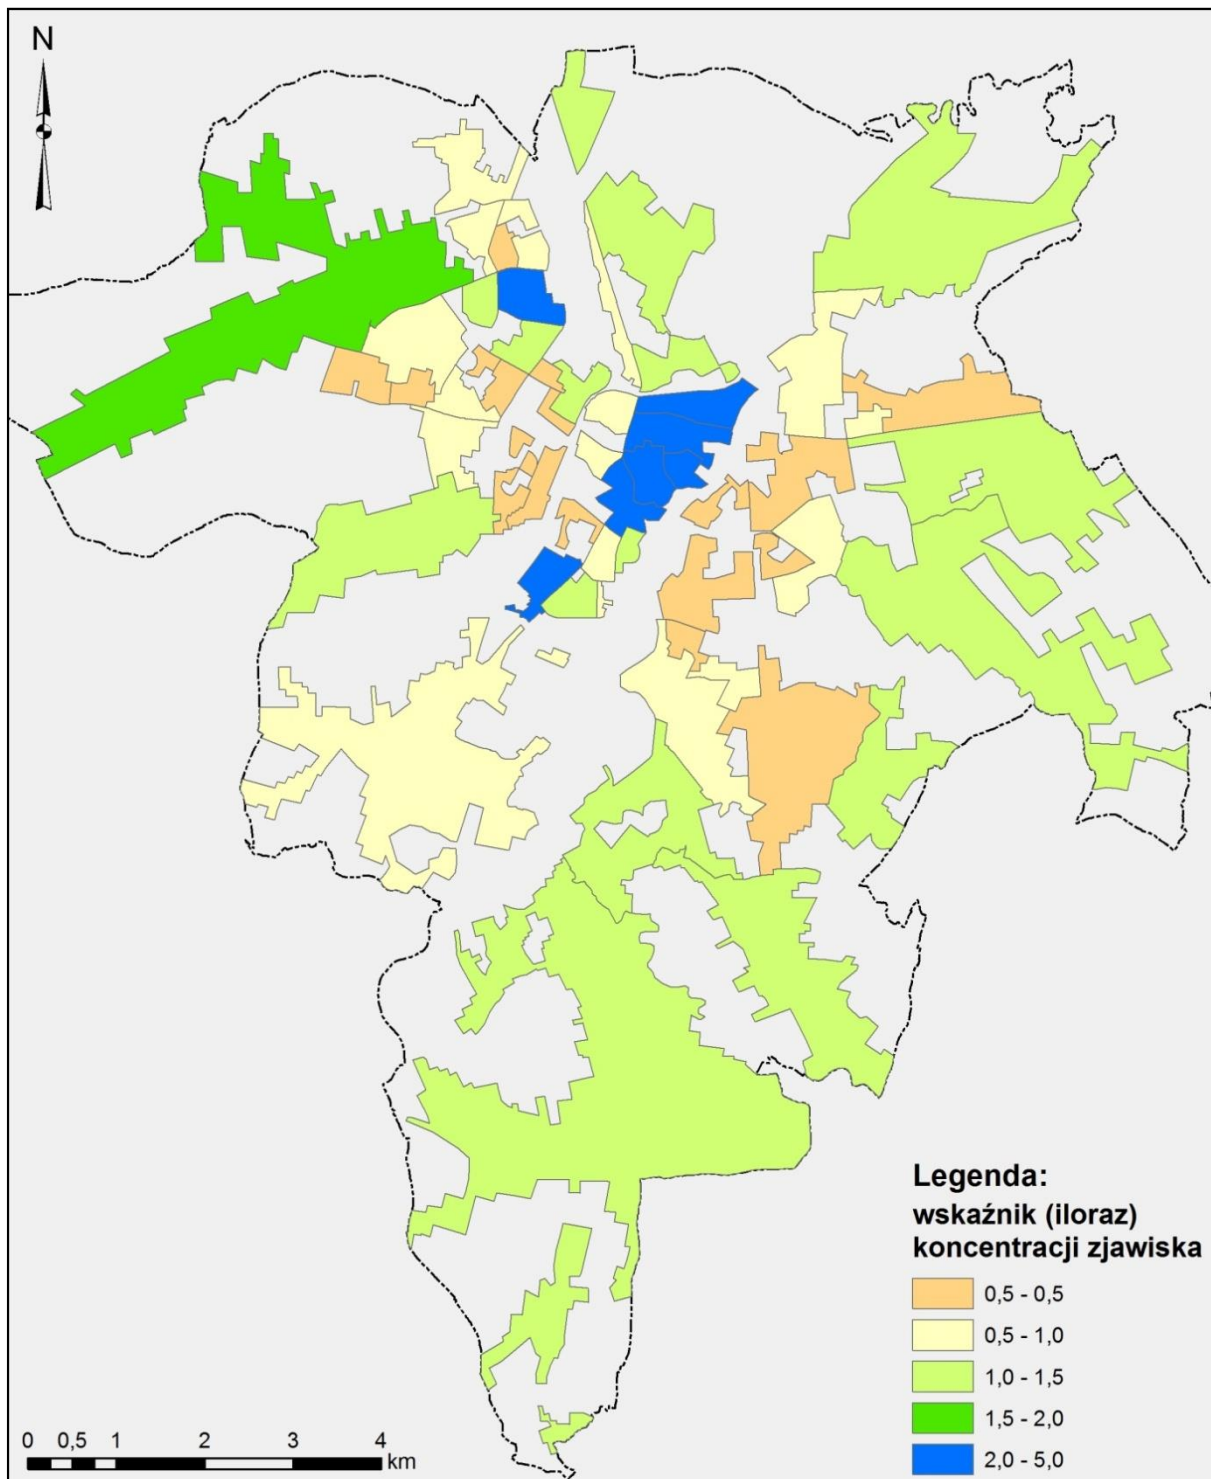 N
Legenda:
wskaźnik (iloraz)
koncentracji zjawiska
0,5 - 0,5
0,5 - 1,0
1,0 - 1,5
1,5 - 2,0
2,0 - 5,0
0 0,5 1 2 3 4
km